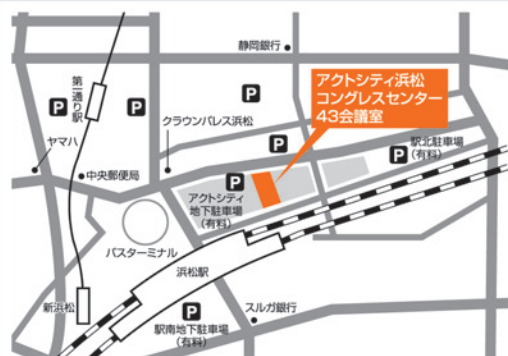 静岡銀行
アクトシティ浜松
コングレスセンター
43会議室
第一通り駅
P
P
P
P
P
クラウンパレス浜松
ヤマハ
中央郵便局
駅北駐車場
(有料)
P
アクトシティ
地下駐車場
(有料)
バスターミナル
浜松駅
新浜松
P
駅南地下駐車場
(有料)
スルガ銀行